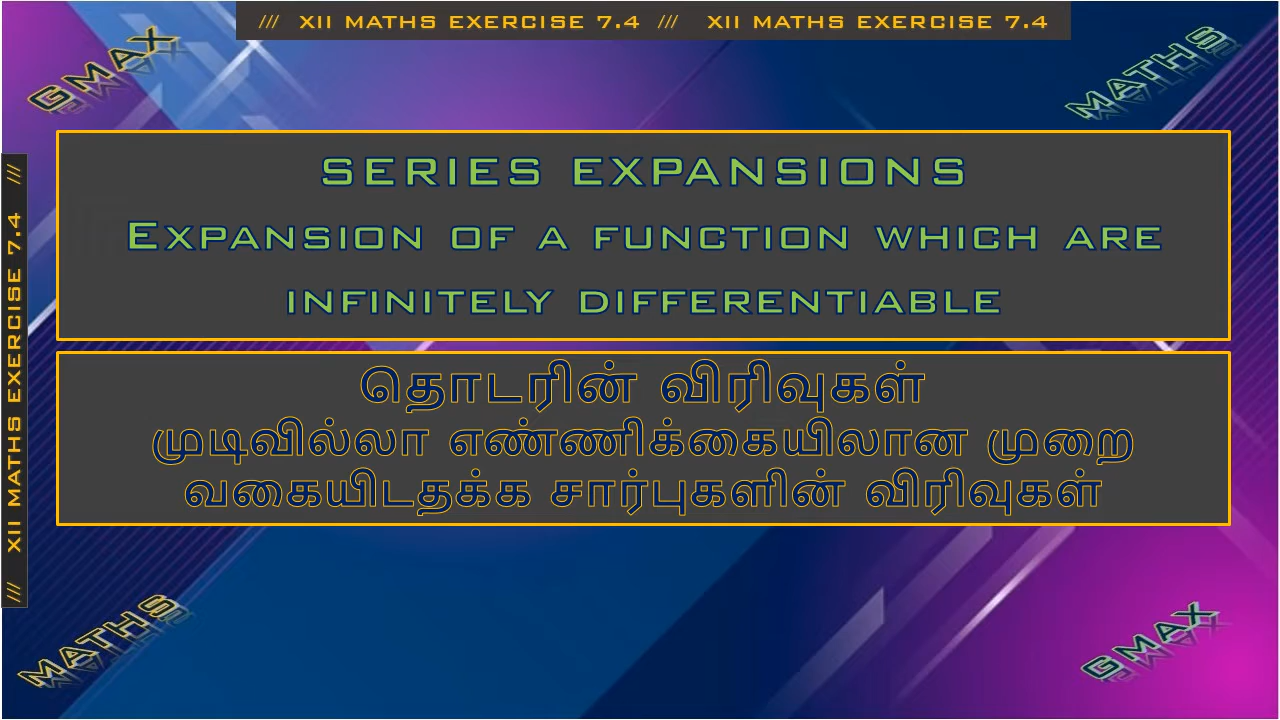 /// XII MATHS EXERCISE 7.4 /// XII MATHS EXERCISE 7.4
GMAX
MATHS
SERIES EXPANSIONS
EXPANSION OF A FUNCTION WHICH ARE
INFINITELY DIFFERENTIABLE
/// XII MATHS EXERCISE 7.4 ///
தொடரின் விரிவுகள்
முடிவில்லா எண்ணிக்கையிலான முறை
வகையிடதக்க சார்புகளின் விரிவுகள்
MATHS
GMAX